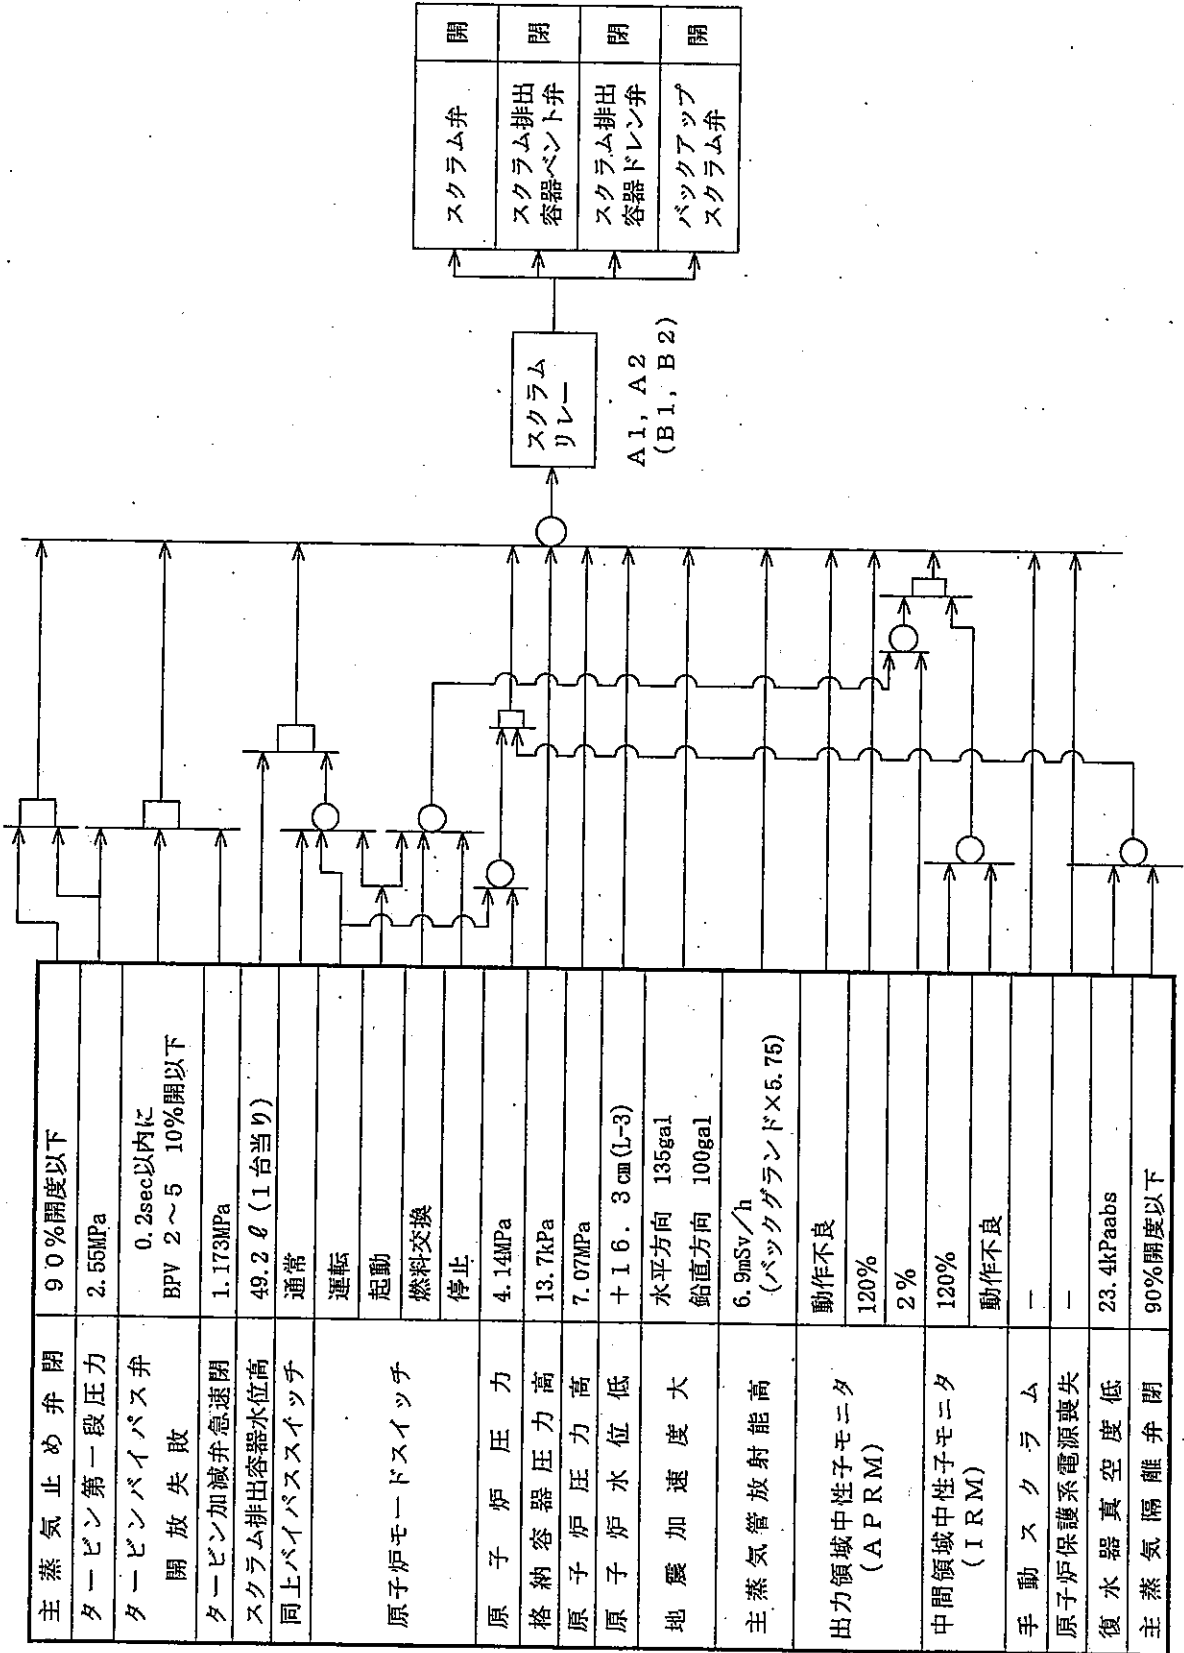 主蒸気止め弁閉 90%開度以下
タービン第一段圧力 2.55MPa
タービンバイパス弁 0.2sec以内に
開放失敗 BPV 2～5 10%開以下
タービン加減弁急速閉 1.173MPa
スクラム排出容器水位高 49.2ℓ(1台当り)
同上バイパススイッチ 通常
原子炉モードスイッチ 運転
起動
燃料交換
停止
原子炉圧力 4.14MPa
格納容器圧力高 13.7kPa
原子炉圧力高 7.07MPa
原子炉水位低 +16.3cm(L-3)
地震加速度大 水平方向 135gal
鉛直方向 100gal
主蒸気管放射能高 6.9mSv/h
(バックグランド×5.75)
出力領域中性子モニタ 動作不良
(APRM) 120%
2%
中間領域中性子モニタ 120%
(IRM) 動作不良
手動スクラム －
原子炉保護系電源喪失 －
復水器真空度低 23.4kPaabs
主蒸気隔離弁閉 90%開度以下
スクラム
リレー
A1, A2
(B1, B2)
スクラム弁 開
スクラム排出
容器ベント弁 閉
スクラム排出
容器ドレン弁 閉
バックアップ
スクラム弁 開